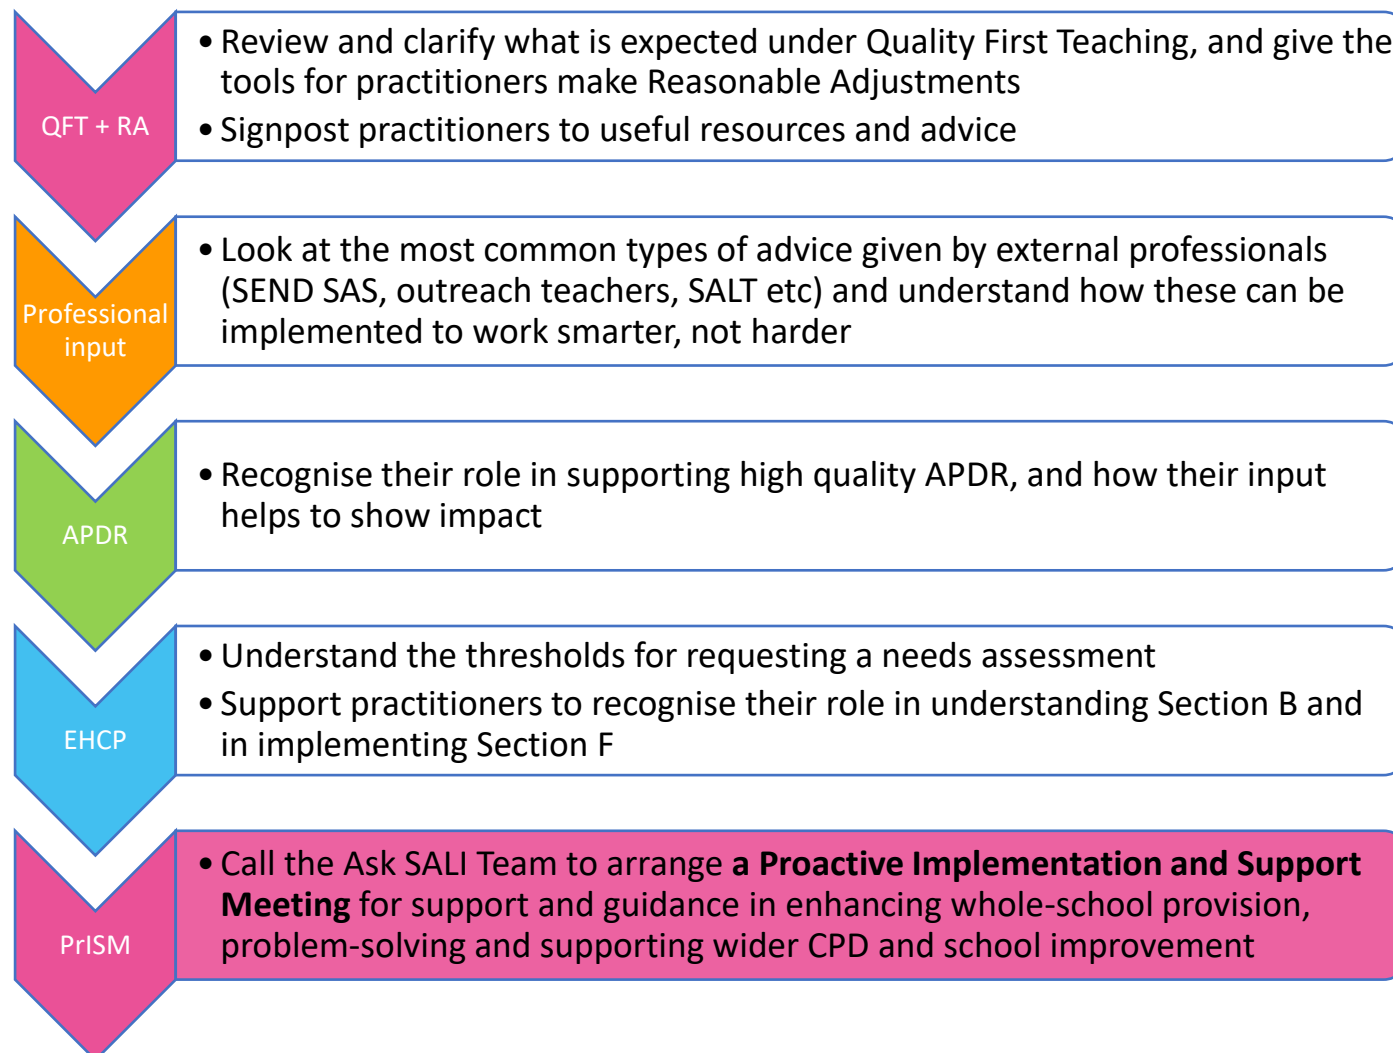 QFT + RA
• Review and clarify what is expected under Quality First Teaching, and give the
tools for practitioners make Reasonable Adjustments
• Signpost practitioners to useful resources and advice
Professional
input
• Look at the most common types of advice given by external professionals
(SEND SAS, outreach teachers, SALT etc) and understand how these can be
implemented to work smarter, not harder
APDR
• Recognise their role in supporting high quality APDR, and how their input
helps to show impact
EHCP
• Understand the thresholds for requesting a needs assessment
• Support practitioners to recognise their role in understanding Section B and
in implementing Section F
PrISM
• Call the Ask SALI Team to arrange a Proactive Implementation and Support
Meeting for support and guidance in enhancing whole-school provision,
problem-solving and supporting wider CPD and school improvement